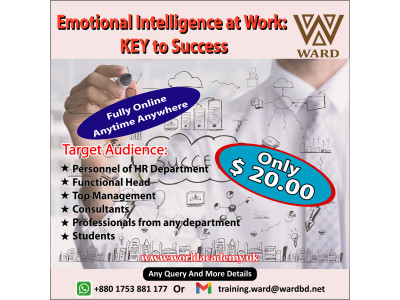 Emotional Intelligence at Work:
KEY to Success
WARD
Fully Online
Anytime Anywhere
SUCCESS
Target Audience:
Personnel of HR Department
Functional Head
Top Management
Consultants
Professionals from any department
Students
Only
$ 20.00
www.worldacademy.uk
Any Query And More Details
+880 1753 881 177 Or training.ward@wardbd.net